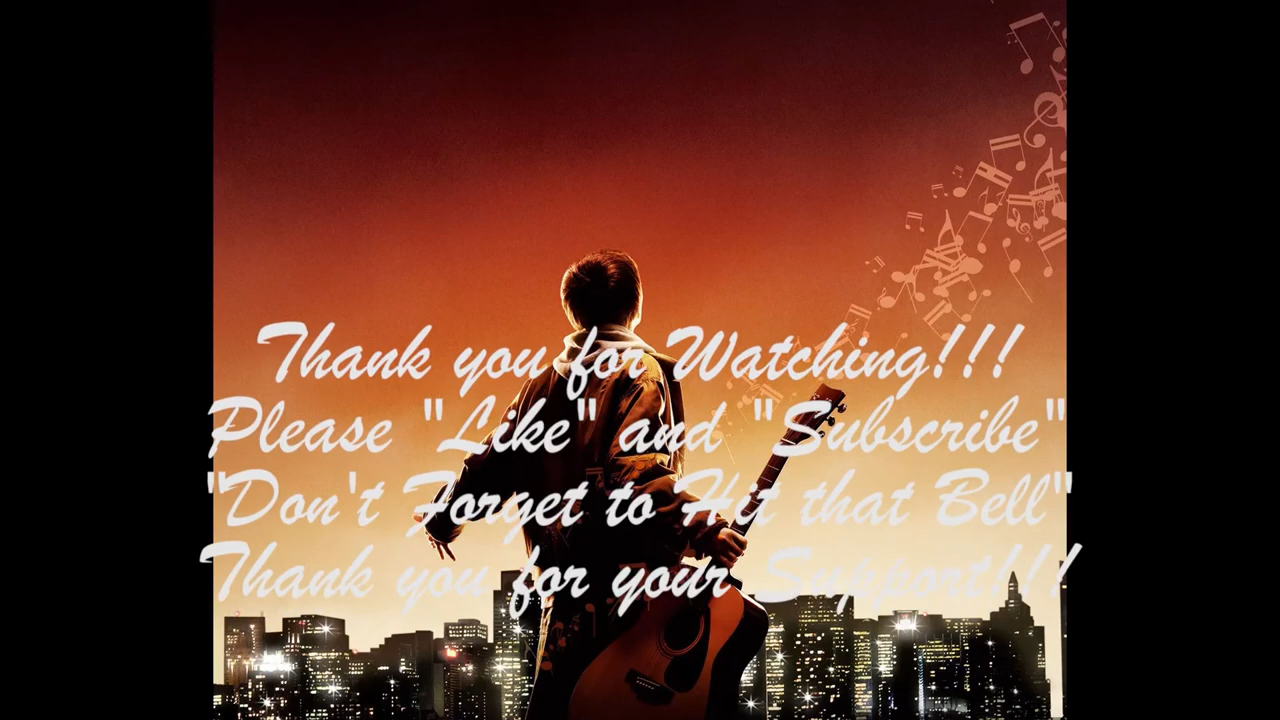 Thank you for Watching!!!
Please "Like" and "Subscribe"
"Don't Forget to Hit that Bell"
Thank you for your Support!!!